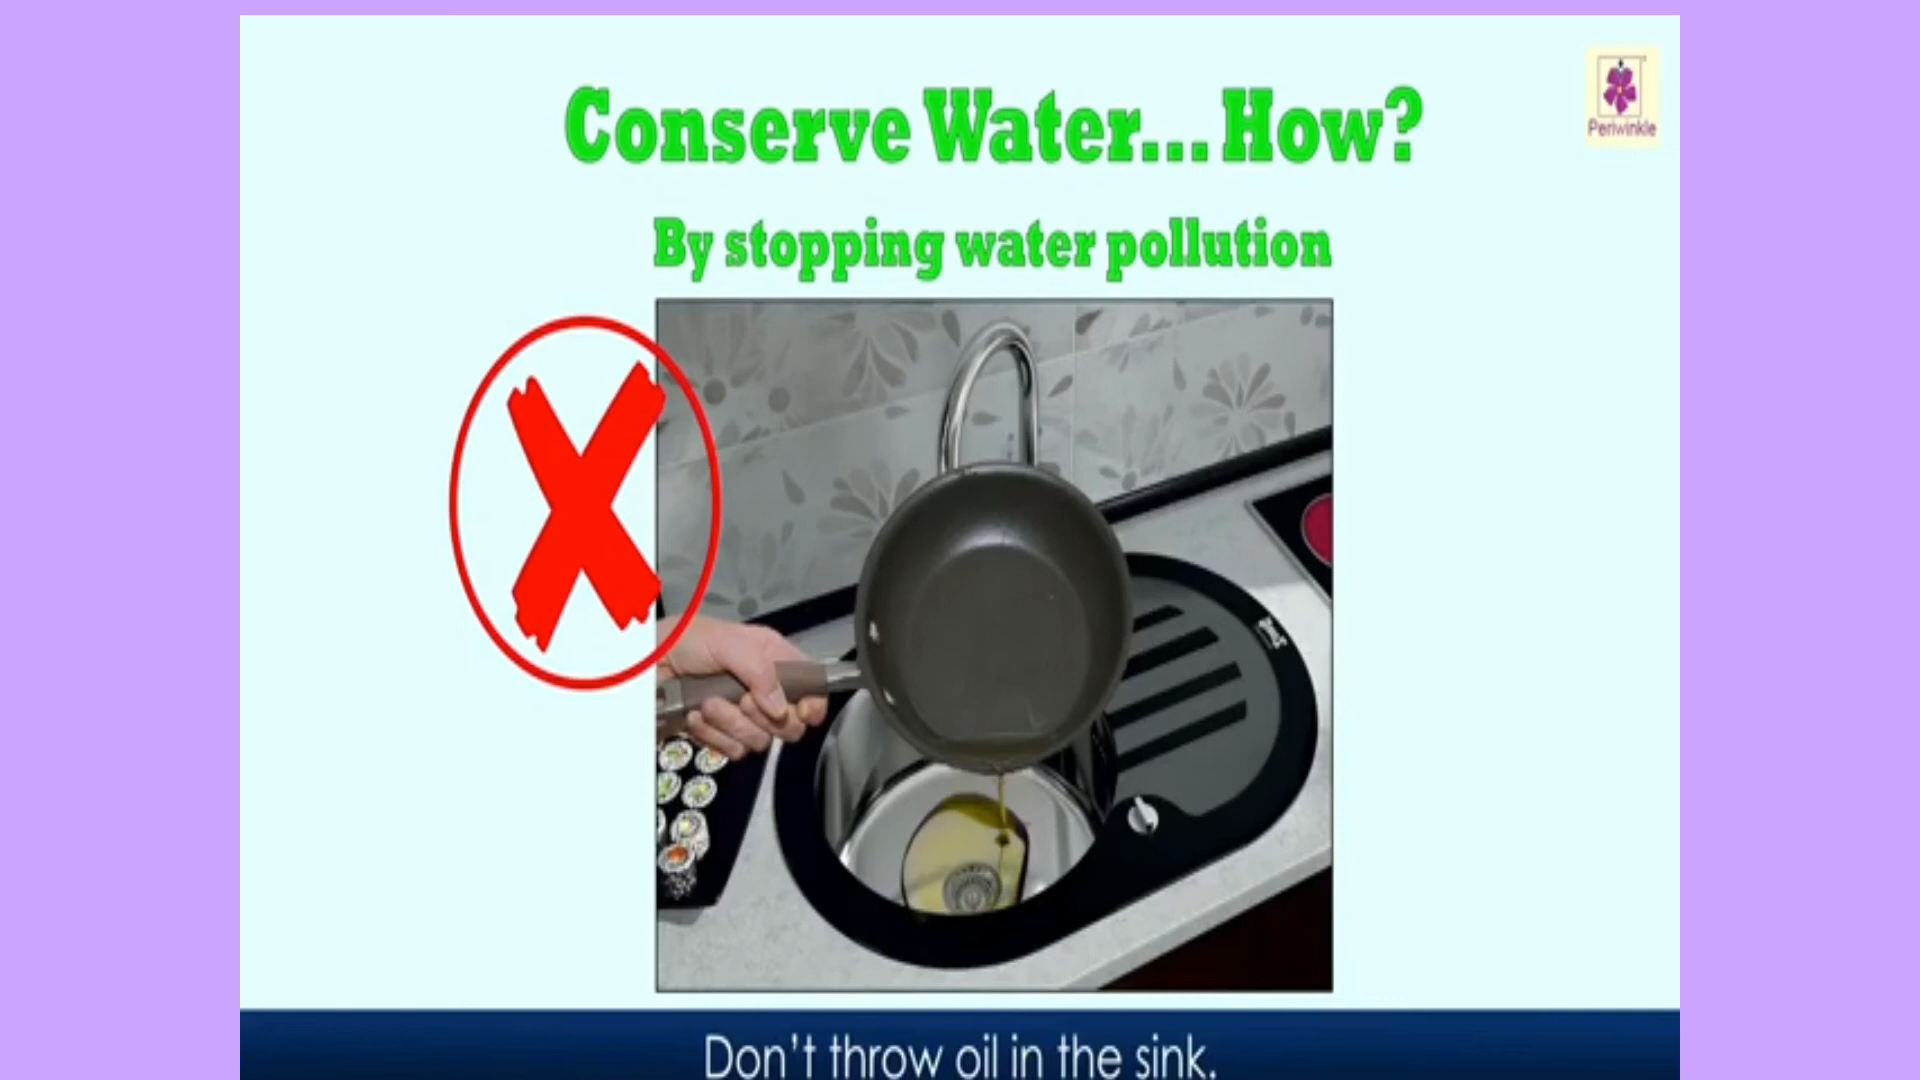 Conserve Water... How?
Periwinkle
By stopping water pollution
Don't throw oil in the sink.